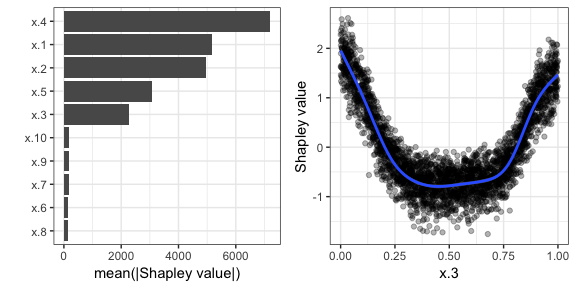 x.4
x.1
x.2
x.5
x.3
x.10
x.9
x.7
x.6
x.8
0 2000 4000 6000
mean(|Shapley value|)
Shapley value
2
1
0
-1
0.00 0.25 0.50 0.75 1.00
x.3